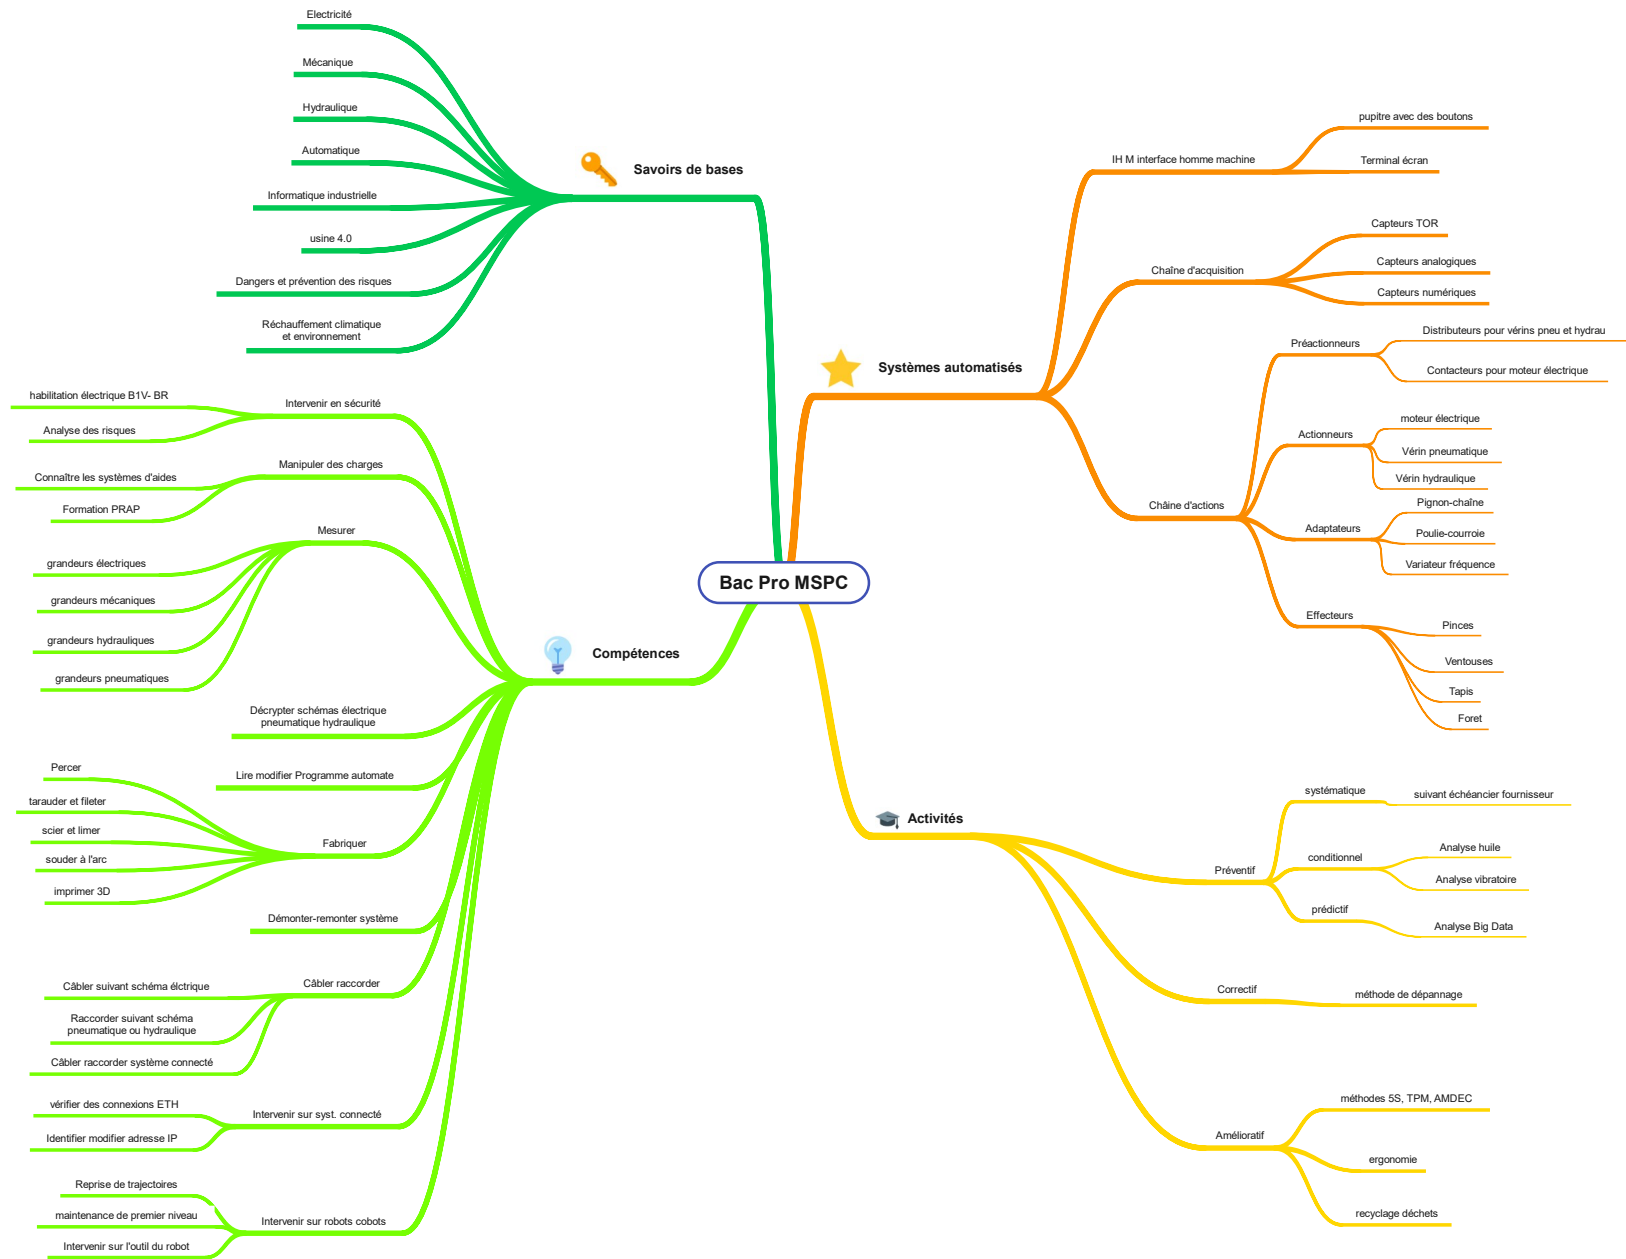 Bac Pro MSPC
Savoirs de bases
Electricité
Mécanique
Hydraulique
Automatique
Informatique industrielle
usine 4.0
Dangers et prévention des risques
Réchauffement climatique
et environnement
Systèmes automatisés
IH M interface homme machine
pupitre avec des boutons
Terminal écran
Chaîne d'acquisition
Capteurs TOR
Capteurs analogiques
Capteurs numériques
Châine d'actions
Préactionneurs
Distributeurs pour vérins pneu et hydrau
Contacteurs pour moteur électrique
Actionneurs
moteur électrique
Vérin pneumatique
Vérin hydraulique
Adaptateurs
Pignon-chaîne
Poulie-courroie
Variateur fréquence
Effecteurs
Pinces
Ventouses
Tapis
Foret
Compétences
Intervenir en sécurité
habilitation électrique B1V- BR
Analyse des risques
Manipuler des charges
Connaître les systèmes d'aides
Formation PRAP
Mesurer
grandeurs électriques
grandeurs mécaniques
grandeurs hydrauliques
grandeurs pneumatiques
Décrypter schémas électrique
pneumatique hydraulique
Lire modifier Programme automate
Fabriquer
Percer
tarauder et fileter
scier et limer
souder à l'arc
imprimer 3D
Démonter-remonter système
Câbler raccorder
Câbler suivant schéma élctrique
Raccorder suivant schéma
pneumatique ou hydraulique
Câbler raccorder système connecté
Intervenir sur syst. connecté
vérifier des connexions ETH
Identifier modifier adresse IP
Intervenir sur robots cobots
Reprise de trajectoires
maintenance de premier niveau
Intervenir sur l'outil du robot
Activités
Préventif
systématique
suivant échéancier fournisseur
conditionnel
Analyse huile
Analyse vibratoire
prédictif
Analyse Big Data
Correctif
méthode de dépannage
Amélioratif
méthodes 5S, TPM, AMDEC
ergonomie
recyclage déchets